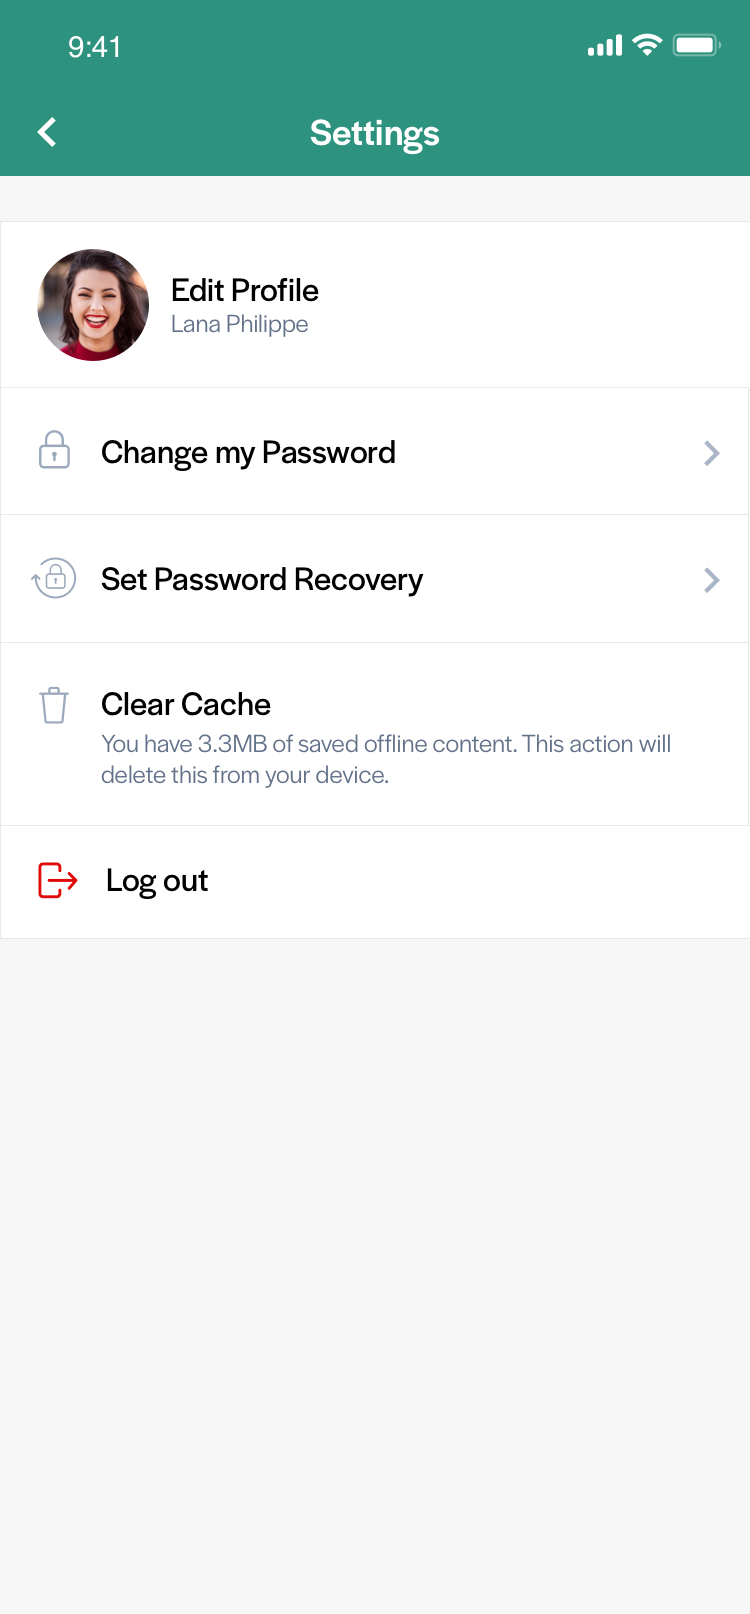 9:41
Settings
Edit Profile
Lana Philippe
Change my Password
Set Password Recovery
Clear Cache
You have 3.3MB of saved offline content. This action will
delete this from your device.
Log out